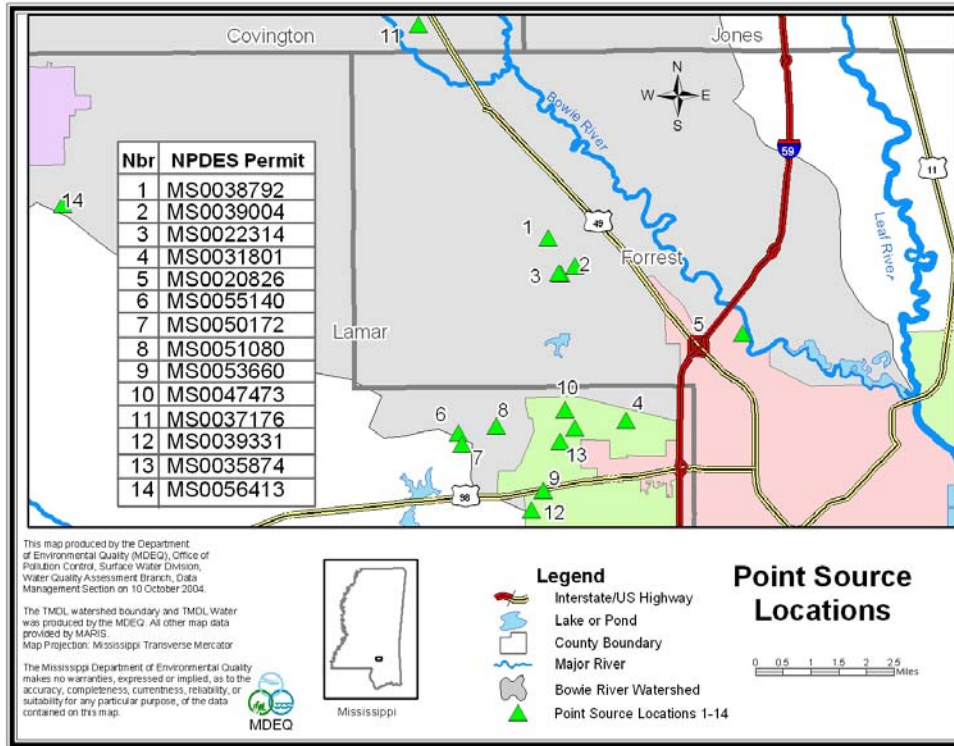 Covington
Jones
11
N
W E
S
Bowie River
59
11
Nbr NPDES Permit
1 MS0038792
2 MS0039004
3 MS0022314
4 MS0031801
5 MS0020826
6 MS0055140
7 MS0050172
8 MS0051080
9 MS0053660
10 MS0047473
11 MS0037176
12 MS0039331
13 MS0035874
14 MS0056413
14
49
1
2
3
Forrest
Leaf River
Lamar
5
10
4
6
8
7
13
9
98
12
This map produced by the Department
of Environmental Quality (MDEQ), Office of
Pollution Control, Surface Water Division,
Water Quality Assessment Branch, Data
Management Section on 10 October 2004.
The TMDL watershed boundary and TMDL Water
was produced by the MDEQ. All other map data
provided by MARIS.
Map Projection: Mississippi Transverse Mercator
The Mississippi Department of Environmental Quality
makes no warranties, expressed or implied, as to the
accuracy, completeness, currentness, reliability, or
suitability for any particular purpose, of the data
contained on this map.
MDEQ
Mississippi
Legend
Interstate/US Highway
Lake or Pond
County Boundary
Major River
Bowie River Watershed
Point Source Locations 1-14
Point Source
Locations
0 0.5 1 1.5 2 2.5
Miles